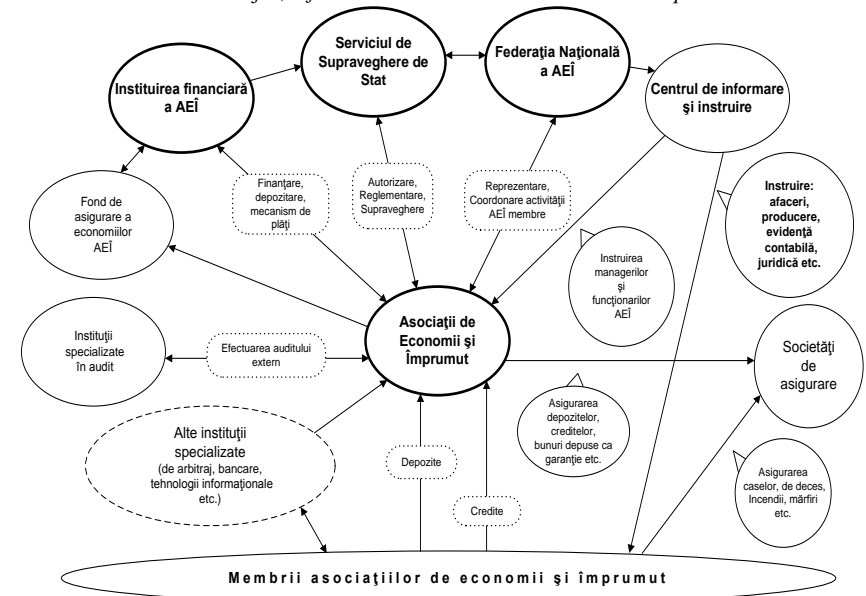 Serviciul de
Supraveghere de
Stat
Federaţia Naţională
a AEÎ
Instituirea financiară
a AEÎ
Centrul de informare
şi instruire
Finanţare,
depozitare,
mecanism de
plăţi
Autorizare,
Reglementare,
Supraveghere
Reprezentare,
Coordonare activităţii
AEÎ membre
Instruire:
afaceri,
producere,
evidenţă
contabilă,
juridică etc.
Fond de
asigurare a
economiilor
AEÎ
Instruirea
managerilor
şi
funcţionarilor
AEÎ
Asociaţii de
Economii şi
Împrumut
Instituţii
specializate
în audit
Efectuarea auditului
extern
Societăţi
de
asigurare
Asigurarea
depozitelor,
creditelor,
bunuri depuse ca
garanţie etc.
Alte instituţii
specializate
(de arbitraj, bancare,
tehnologii informaţionale
etc.)
Depozite
Credite
Asigurarea
caselor, de deces,
Incendii, mărfiri
etc.
Membrii asociaţiilor de economii şi împrumut